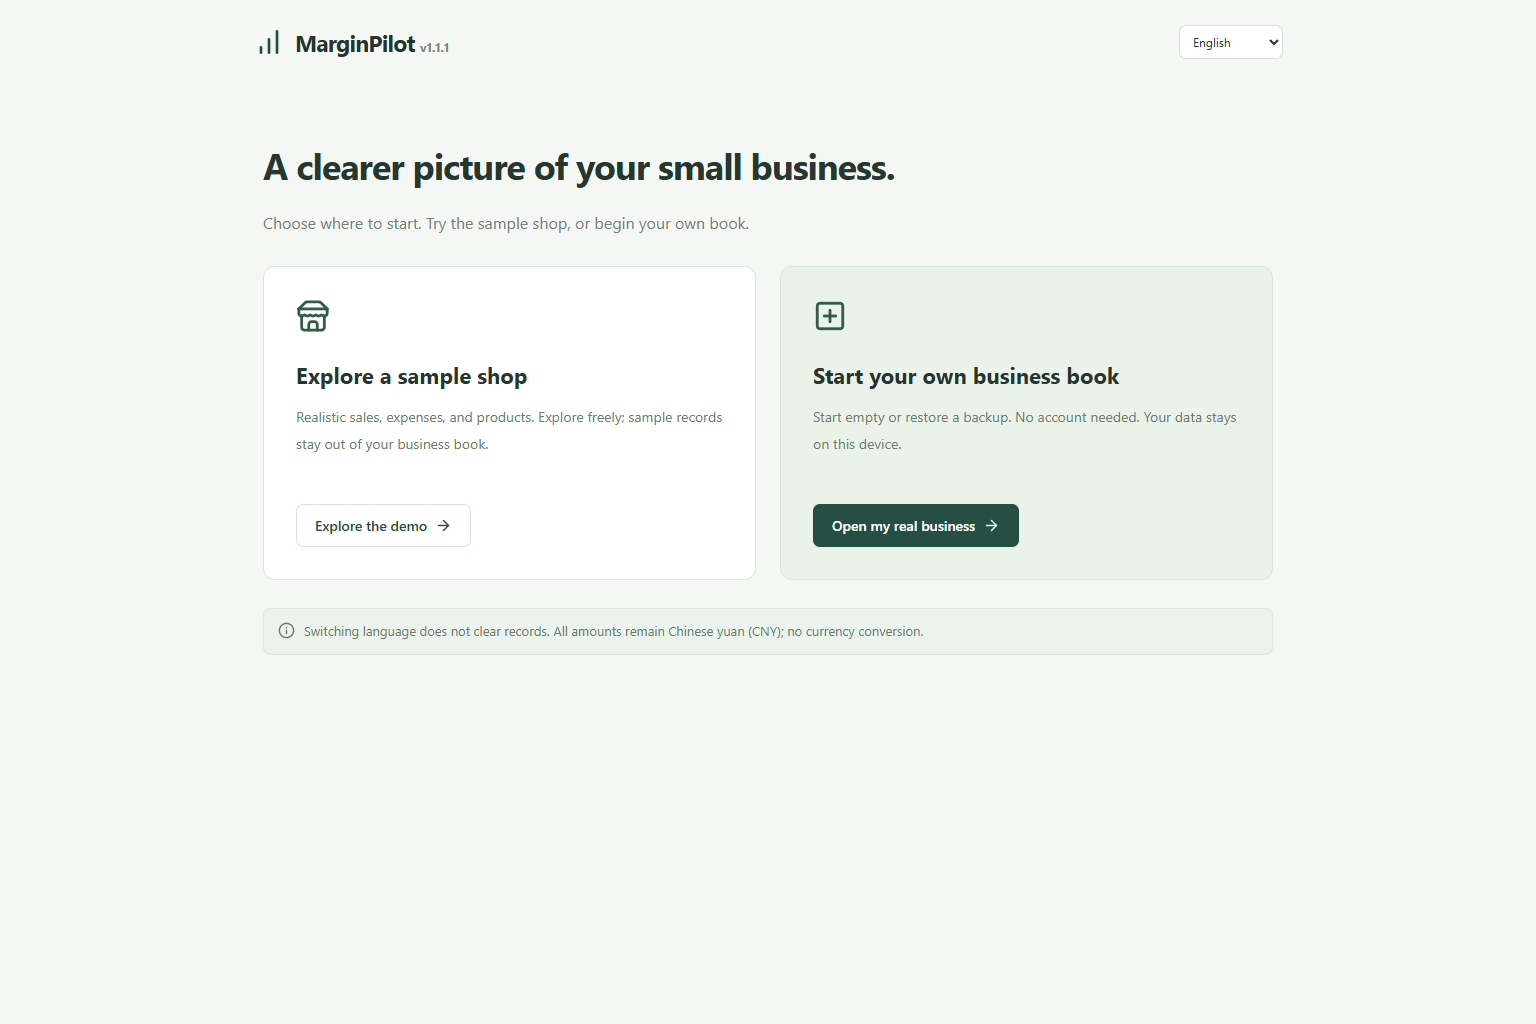 MarginPilot v1.1.1
English
A clearer picture of your small business.
Choose where to start. Try the sample shop, or begin your own book.
Explore a sample shop
Realistic sales, expenses, and products. Explore freely; sample records
stay out of your business book.
Explore the demo
Start your own business book
Start empty or restore a backup. No account needed. Your data stays
on this device.
Open my real business
Switching language does not clear records. All amounts remain Chinese yuan (CNY); no currency conversion.